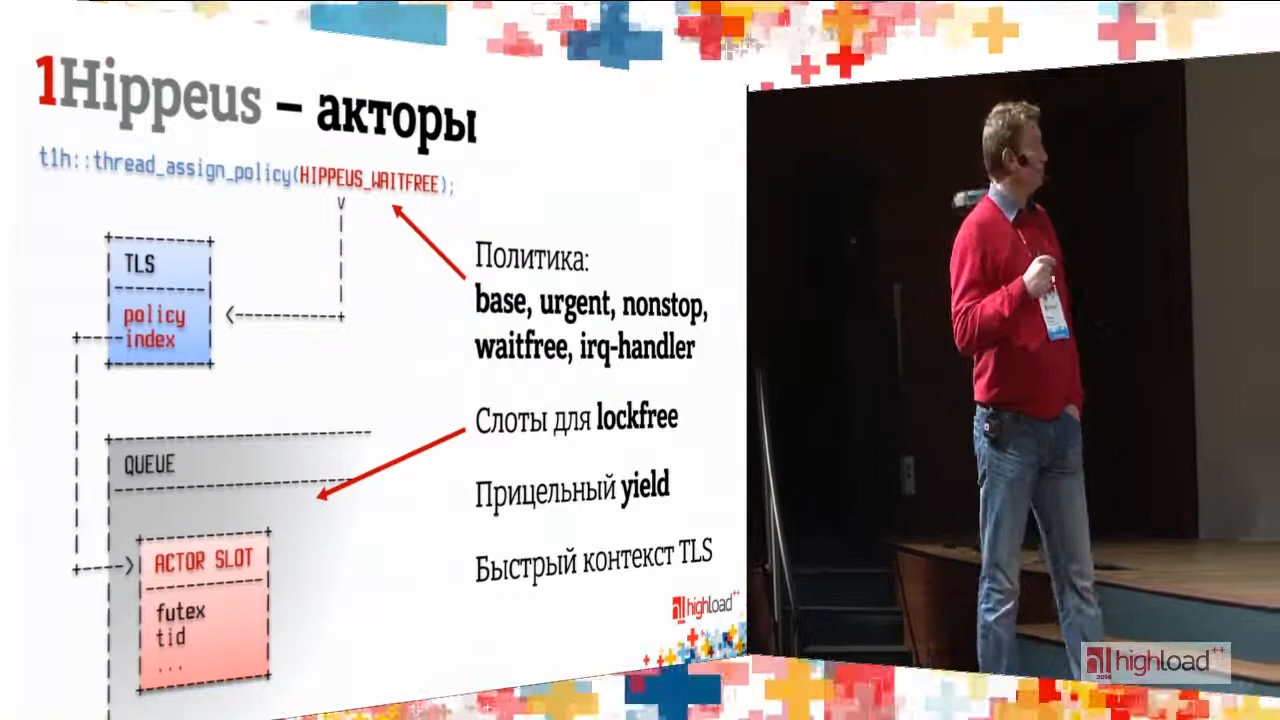 1Hippeus – акторы
t1h::thread_assign_policy(HIPPEUS_WAITFREE);
TLS
policy
index
QUEUE
ACTOR SLOT
futex
tid
...
Политика:
base, urgent, nonstop,
waitfree, irq-handler
Слоты для lockfree
Прицельный yield
Быстрый контекст TLS
highload++
highload++
2014